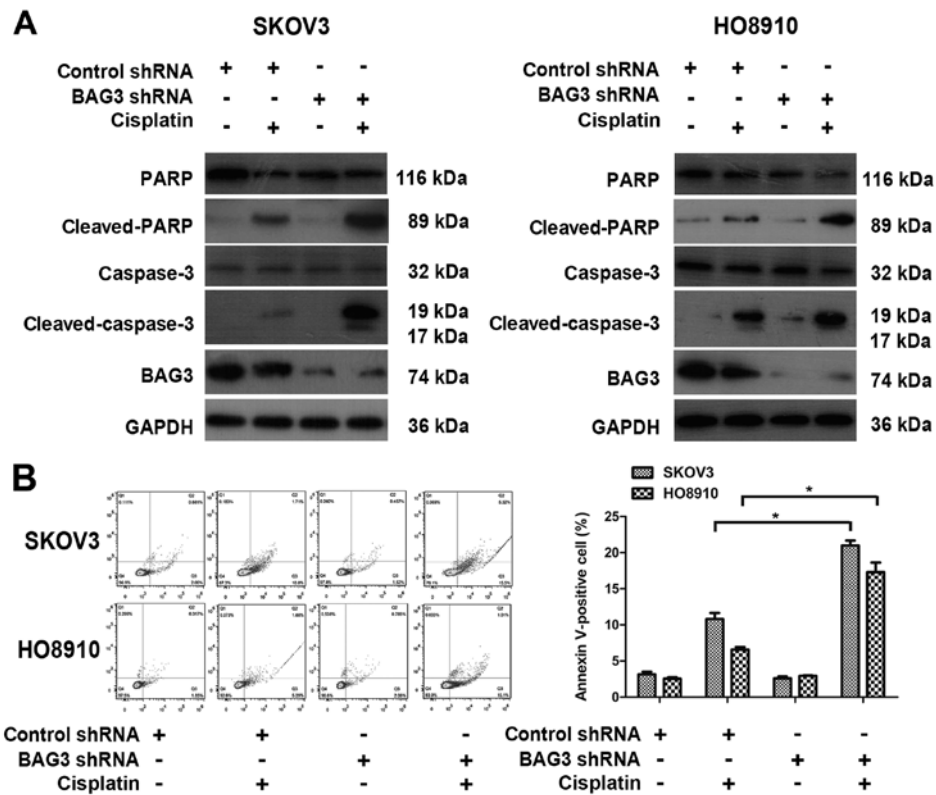 A
SKOV3
Control shRNA + + - -
BAG3 shRNA - - + +
Cisplatin - + - +
PARP 116 kDa
Cleaved-PARP 89 kDa
Caspase-3 32 kDa
Cleaved-caspase-3 19 kDa
17 kDa
BAG3 74 kDa
GAPDH 36 kDa
HO8910
Control shRNA + + - -
BAG3 shRNA - - + +
Cisplatin - + - +
PARP 116 kDa
Cleaved-PARP 89 kDa
Caspase-3 32 kDa
Cleaved-caspase-3 19 kDa
17 kDa
BAG3 74 kDa
GAPDH 36 kDa
B
SKOV3
HO8910
Control shRNA + + - -
BAG3 shRNA - - + +
Cisplatin - + - +
SKOV3
HO8910
* *
Annexin V-positive cell (%)
25
20
15
10
5
0
Control shRNA + + - -
BAG3 shRNA - - + +
Cisplatin - + - +